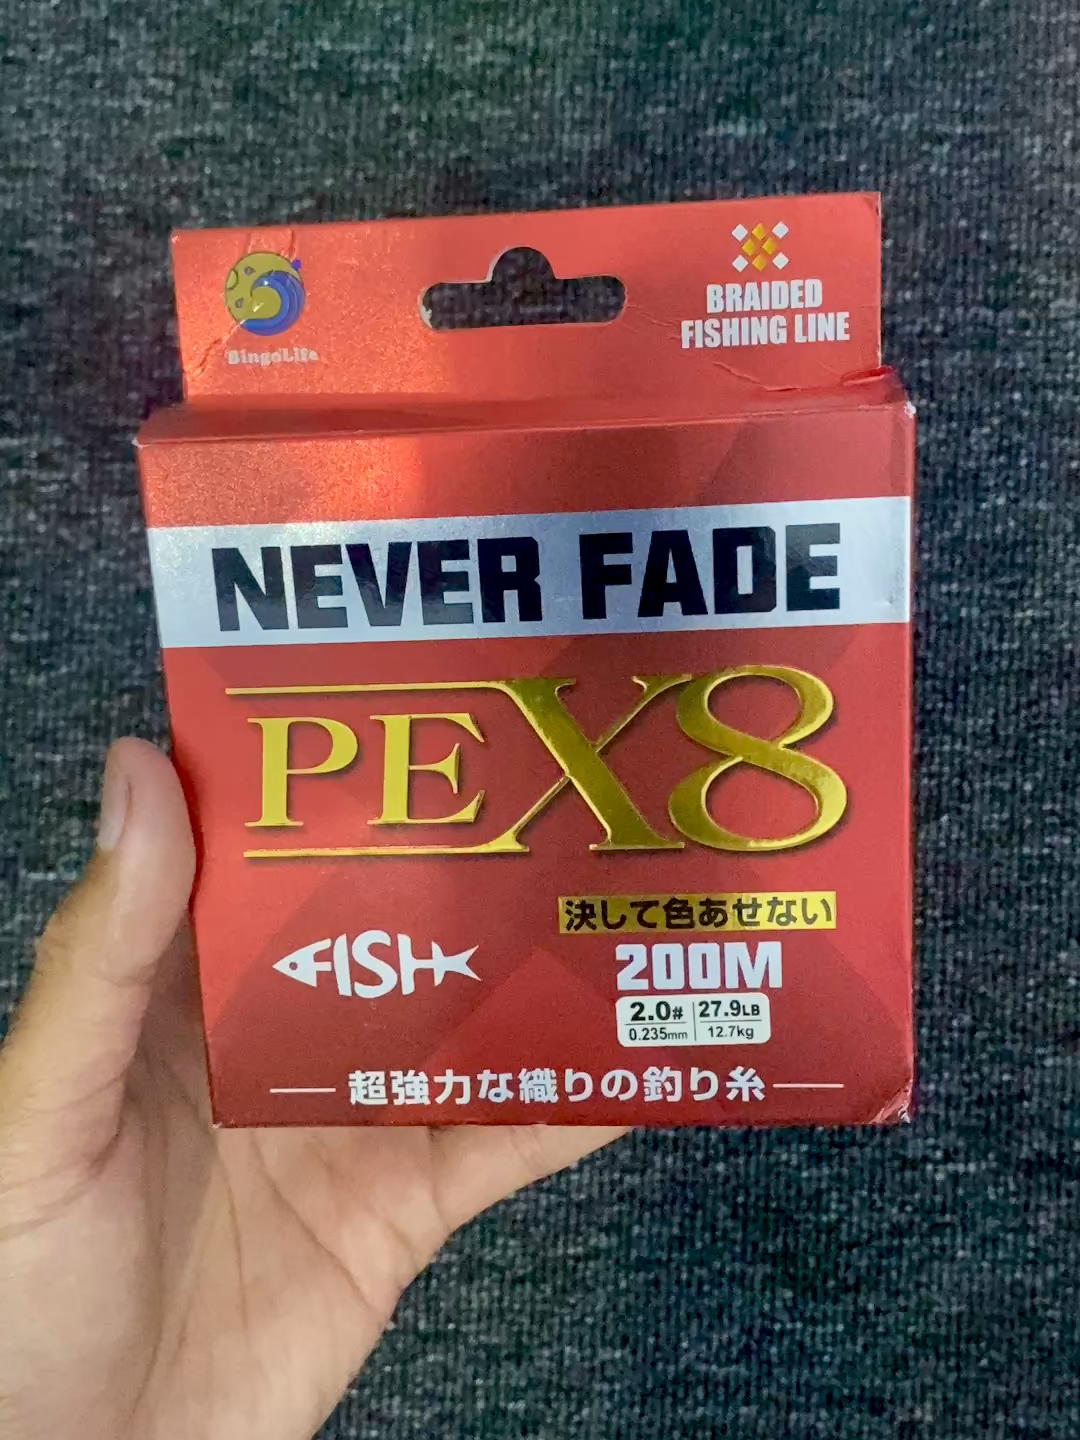 BingoLife
BRAIDED
FISHING LINE
NEVER FADE
PEX8
決して色あせない
FISH
200M
2.0# 27.9LB
0.235mm 12.7kg
超強力な織りの釣り糸